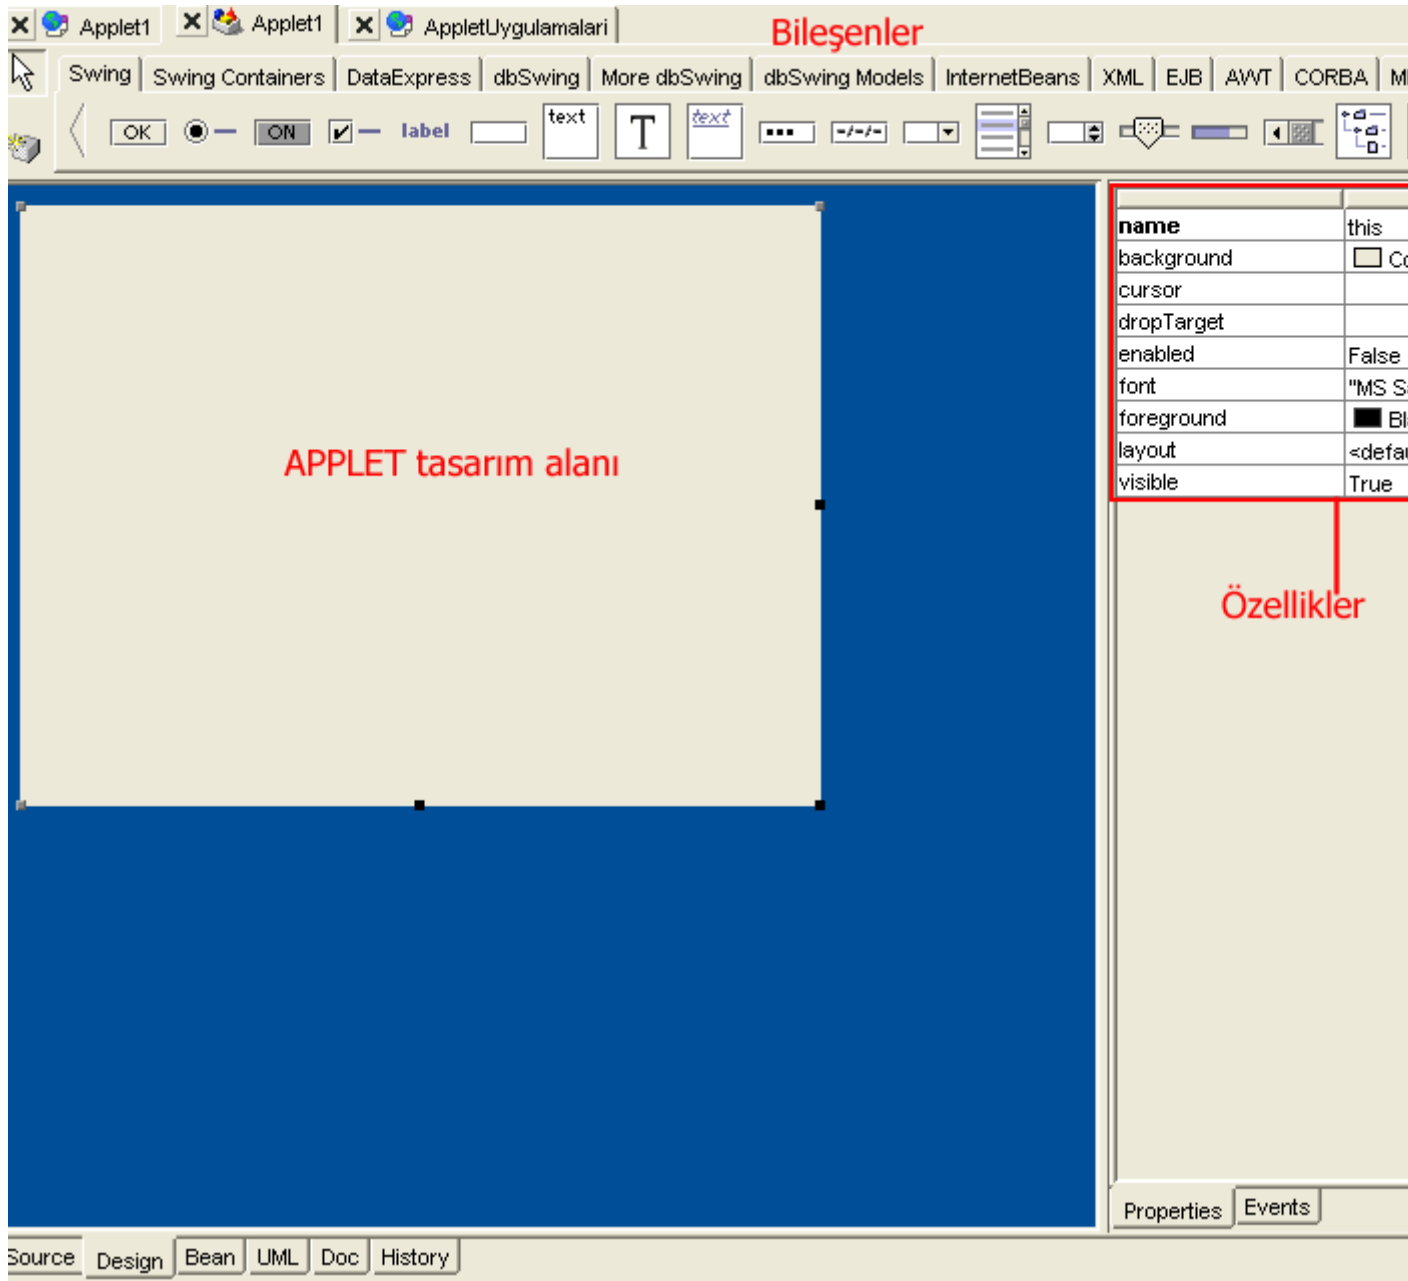 Applet1 Applet1 AppletUygulamalari
Bileşenler
Swing Swing Containers DataExpress dbSwing More dbSwing dbSwing Models InternetBeans XML EJB AWT CORBA
OK ON label text T text
name this
background
cursor
dropTarget
enabled False
font "MS
foreground
layout
visible True
APPLET tasarım alanı
Özellikler
Properties Events
Source Design Bean UML Doc History